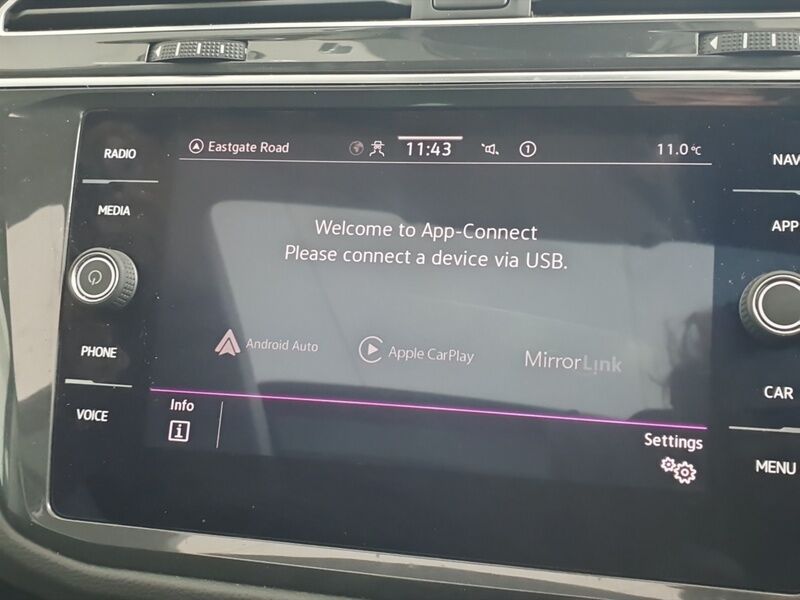 RADIO
MEDIA
PHONE
VOICE
Eastgate Road
11:43
1
11.0°C
Welcome to App-Connect
Please connect a device via USB.
Android Auto
Apple CarPlay
MirrorLink
Info
i
Settings
NAV
APP
CAR
MENU